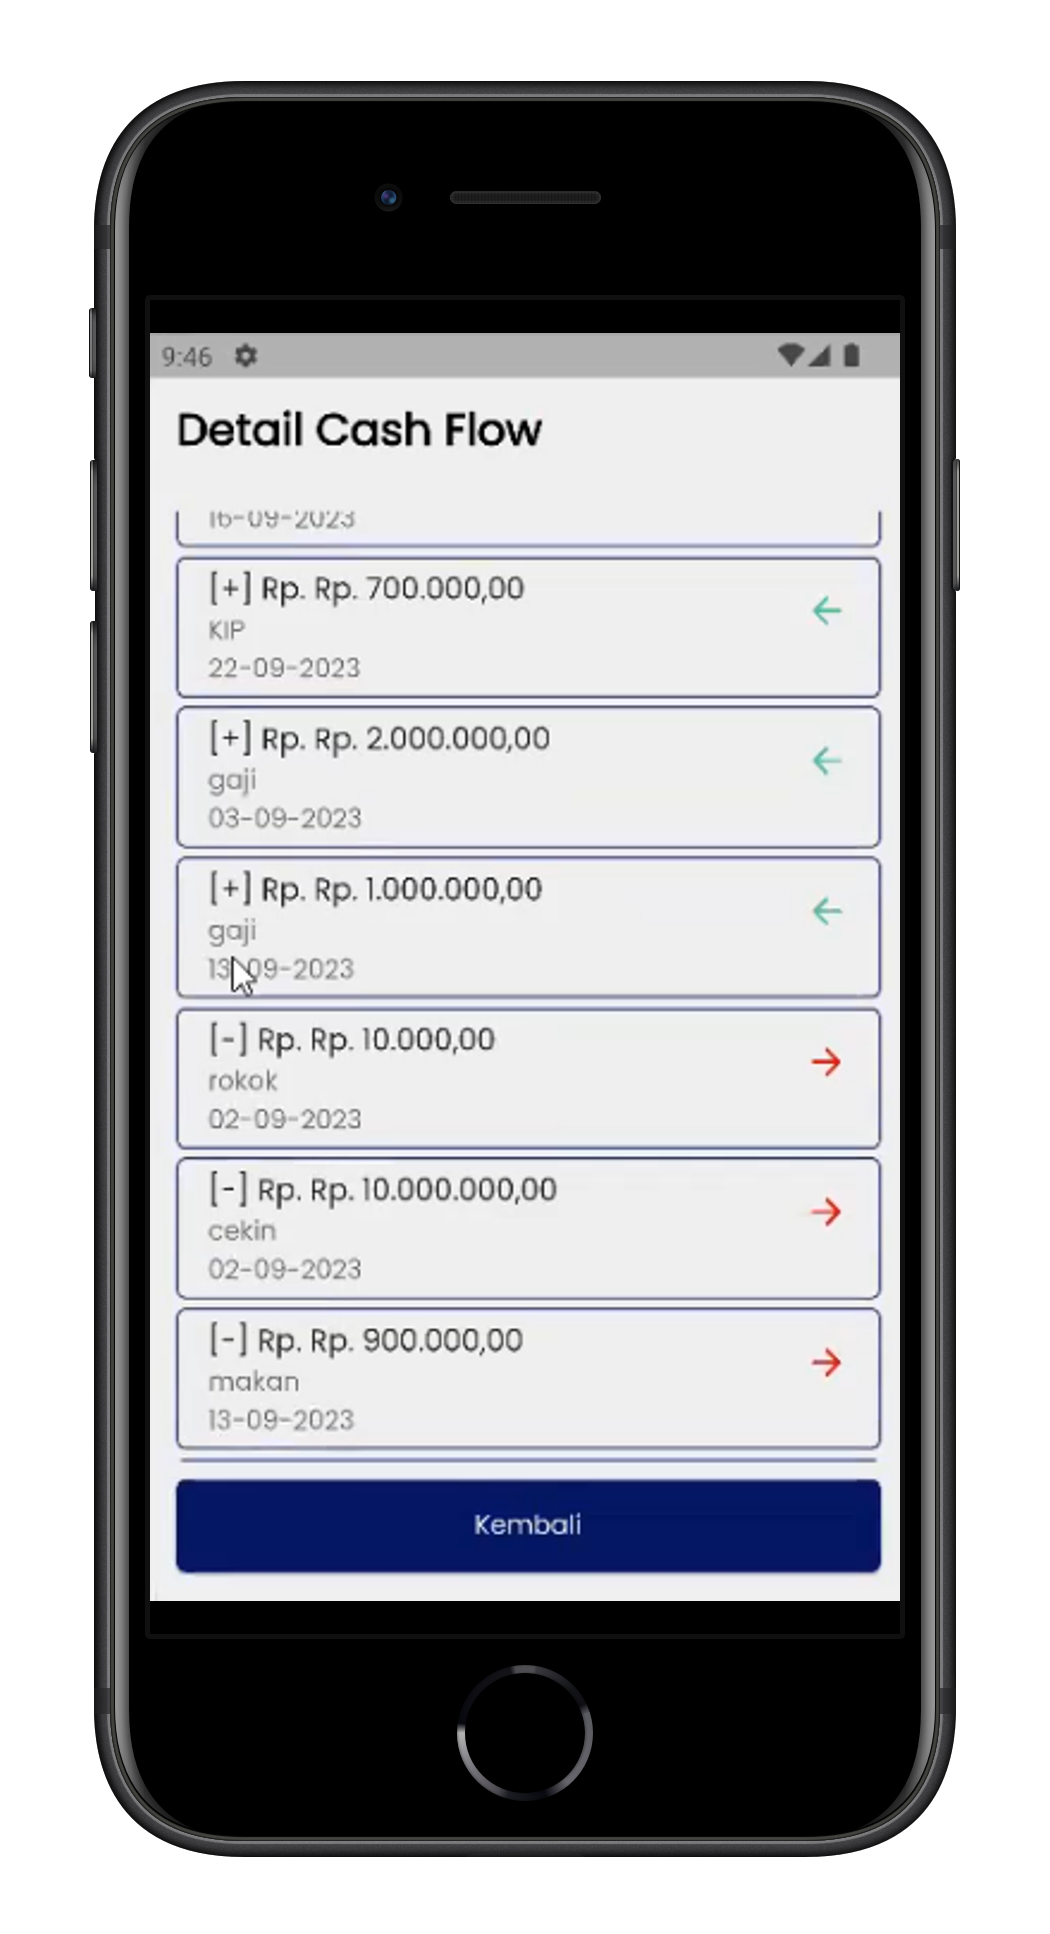 9:46
Detail Cash Flow
16-09-2023
[+] Rp. Rp. 700.000,00
KIP
22-09-2023
[+] Rp. Rp. 2.000.000,00
gaji
03-09-2023
[+] Rp. Rp. 1.000.000,00
gaji
13-09-2023
[-] Rp. Rp. 10.000,00
rokok
02-09-2023
[-] Rp. Rp. 10.000.000,00
cekin
02-09-2023
[-] Rp. Rp. 900.000,00
makan
13-09-2023
Kembali